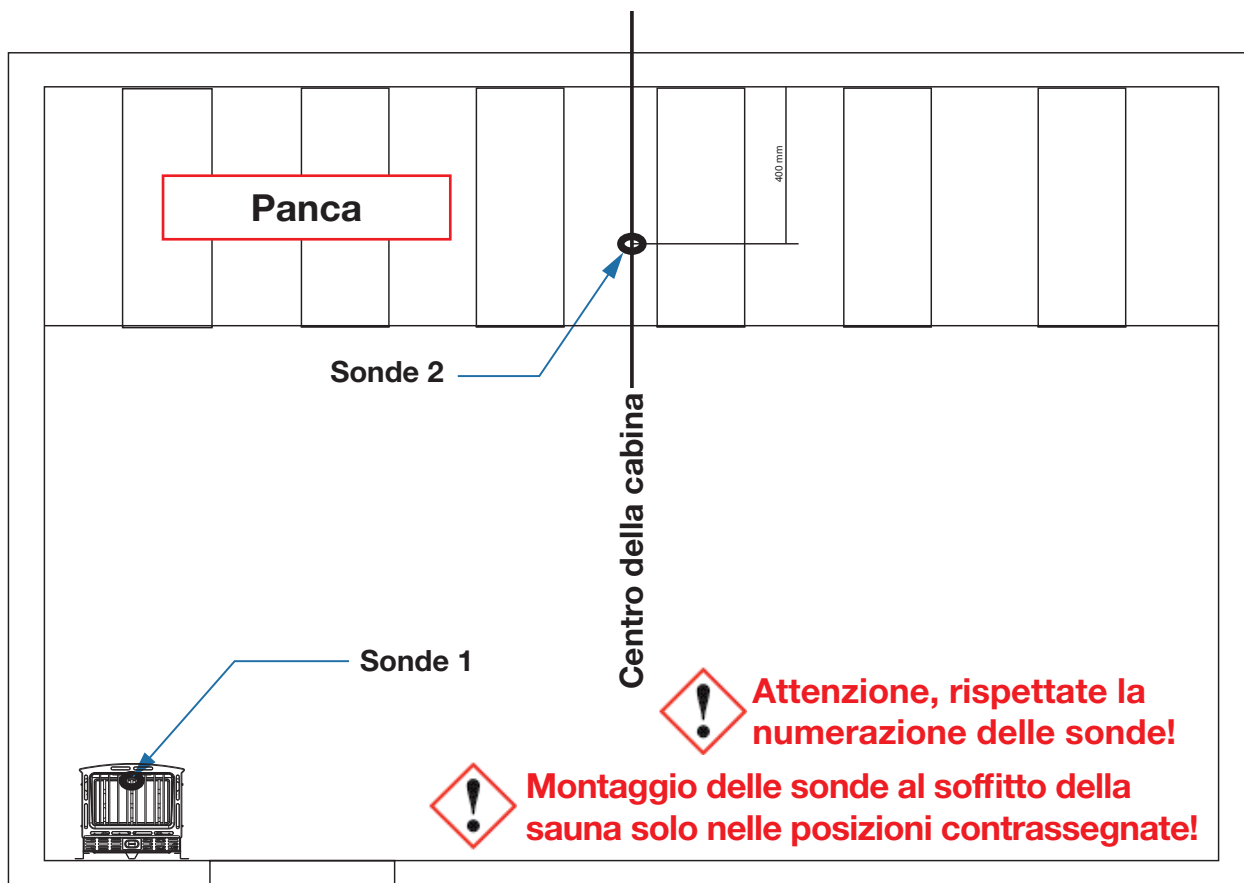 400 mm
Panca
Sonde 2
Centro della cabina
Sonde 1
Attenzione, rispettate la
numerazione delle sonde!
Montaggio delle sonde al soffitto della
sauna solo nelle posizioni contrassegnate!